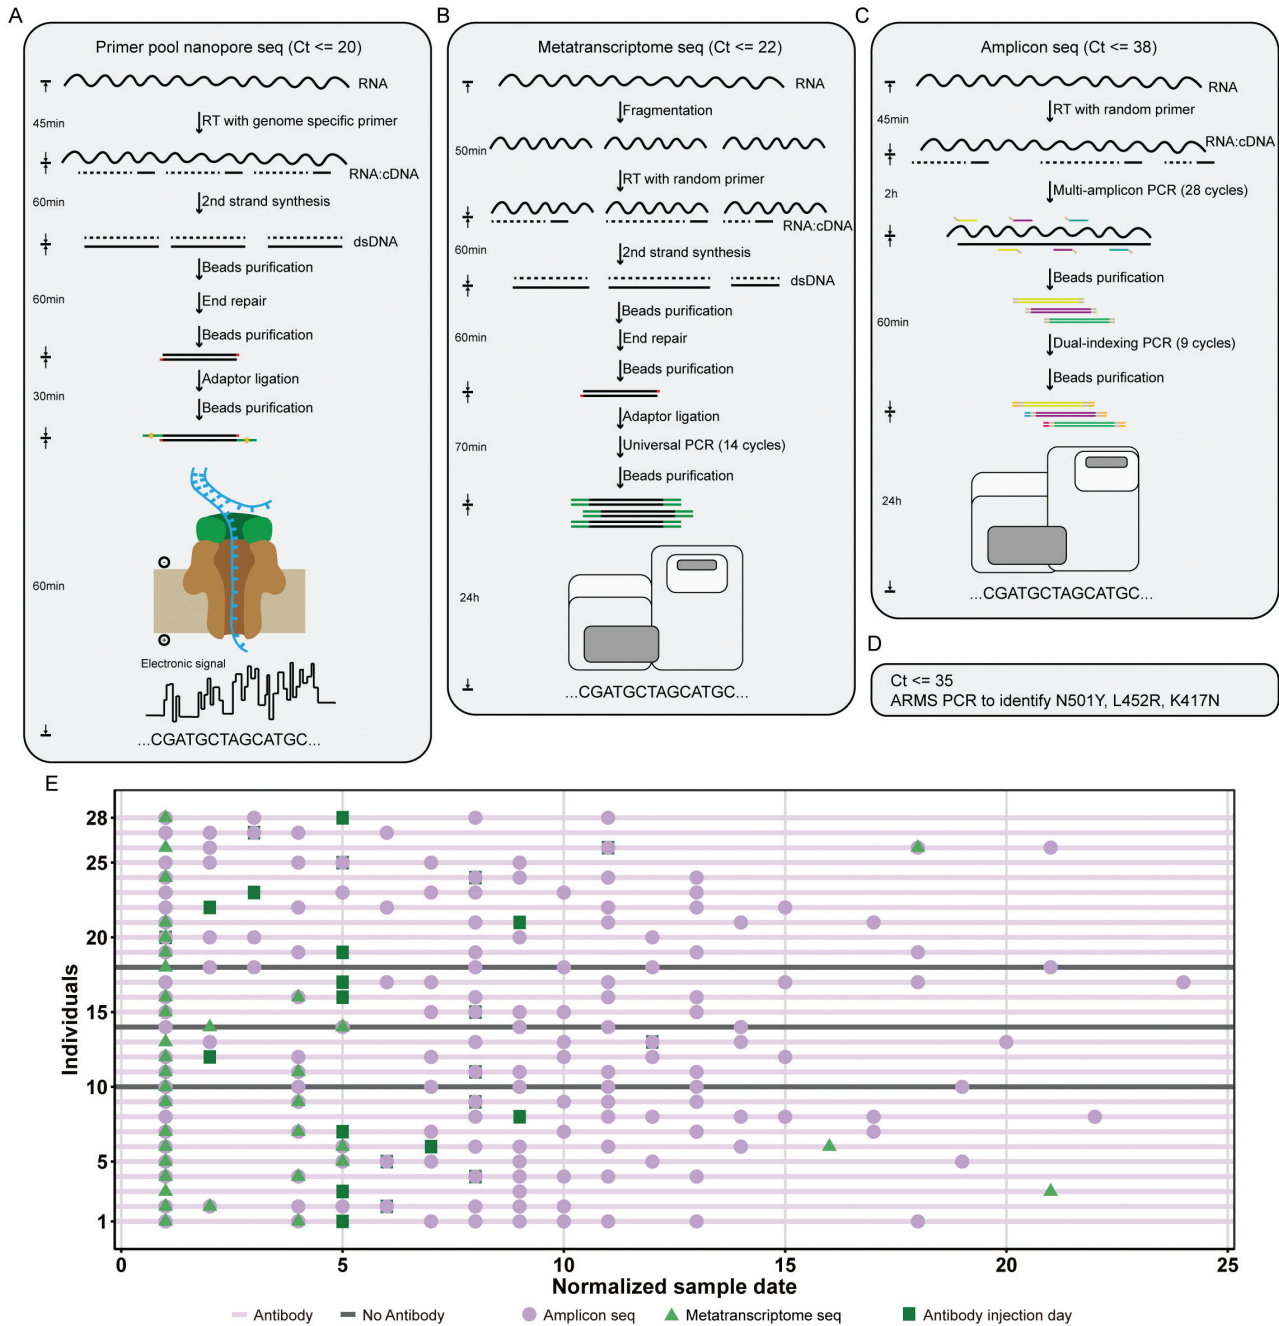 A
Primer pool nanopore seq (Ct <= 20)
RNA
45min
RT with genome specific primer
RNA:cDNA
60min
2nd strand synthesis
dsDNA
Beads purification
60min
End repair
Beads purification
Adaptor ligation
30min
Beads purification
60min
Electronic signal
...CGATGCTAGCATGC...
B
Metatranscriptome seq (Ct <= 22)
RNA
Fragmentation
50min
RT with random primer
RNA:cDNA
60min
2nd strand synthesis
dsDNA
Beads purification
60min
End repair
Beads purification
Adaptor ligation
70min
Universal PCR (14 cycles)
Beads purification
24h
...CGATGCTAGCATGC...
C
Amplicon seq (Ct <= 38)
RNA
45min
RT with random primer
RNA:cDNA
2h
Multi-amplicon PCR (28 cycles)
Beads purification
60min
Dual-indexing PCR (9 cycles)
Beads purification
24h
...CGATGCTAGCATGC...
D
Ct <= 35
ARMS PCR to identify N501Y, L452R, K417N
E
28
25
20
15
10
5
1
Individuals
0 5 10 15 20 25
Normalized sample date
Antibody No Antibody Amplicon seq Metatranscriptome seq Antibody injection day